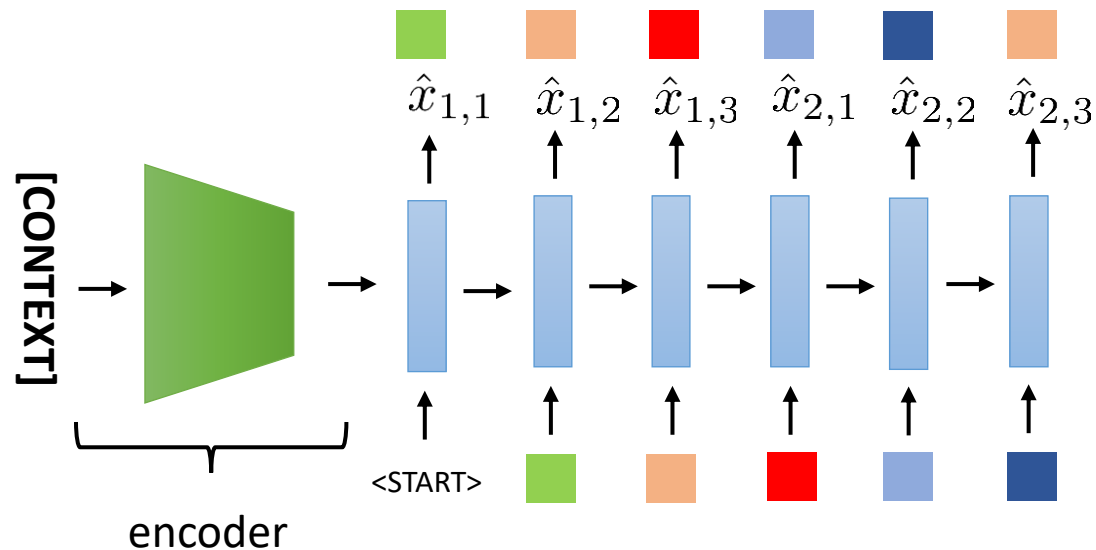 x̂1,1 x̂1,2 x̂1,3 x̂2,1 x̂2,2 x̂2,3
[CONTEXT]
<START>
encoder